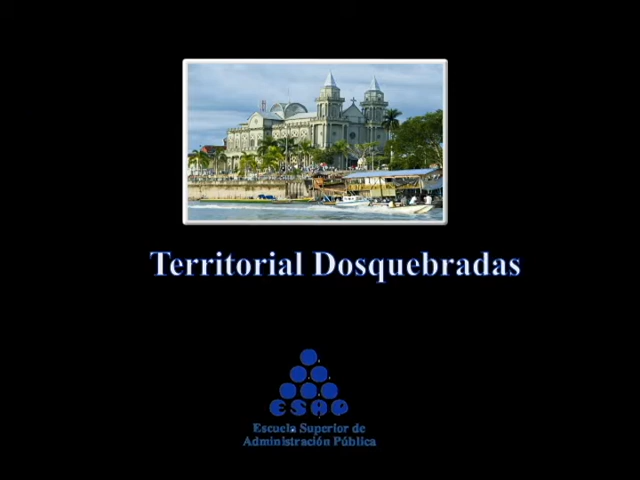 Territorial Dosquebradas
ESAP
Escuela Superior de
Administración Pública